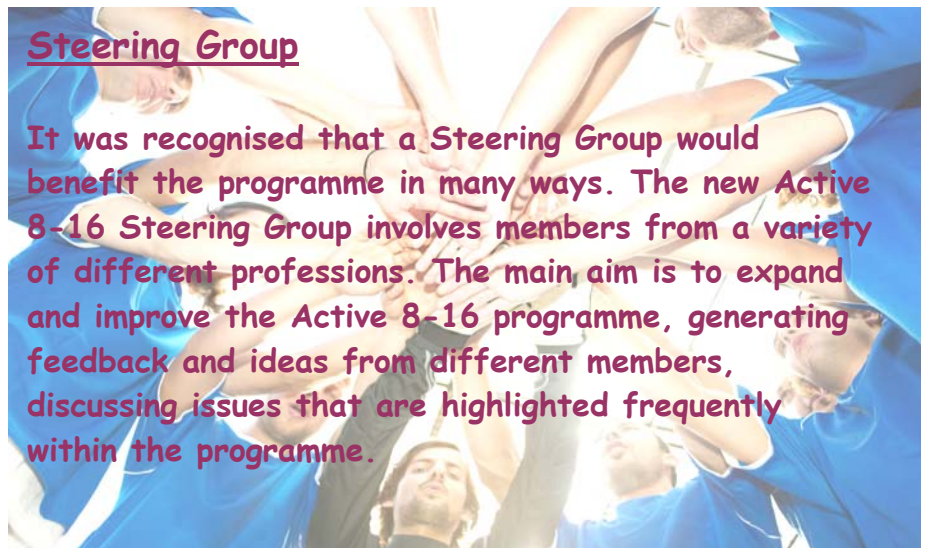 Steering Group
It was recognised that a Steering Group would
benefit the programme in many ways. The new Active
8-16 Steering Group involves members from a variety
of different professions. The main aim is to expand
and improve the Active 8-16 programme, generating
feedback and ideas from different members,
discussing issues that are highlighted frequently
within the programme.